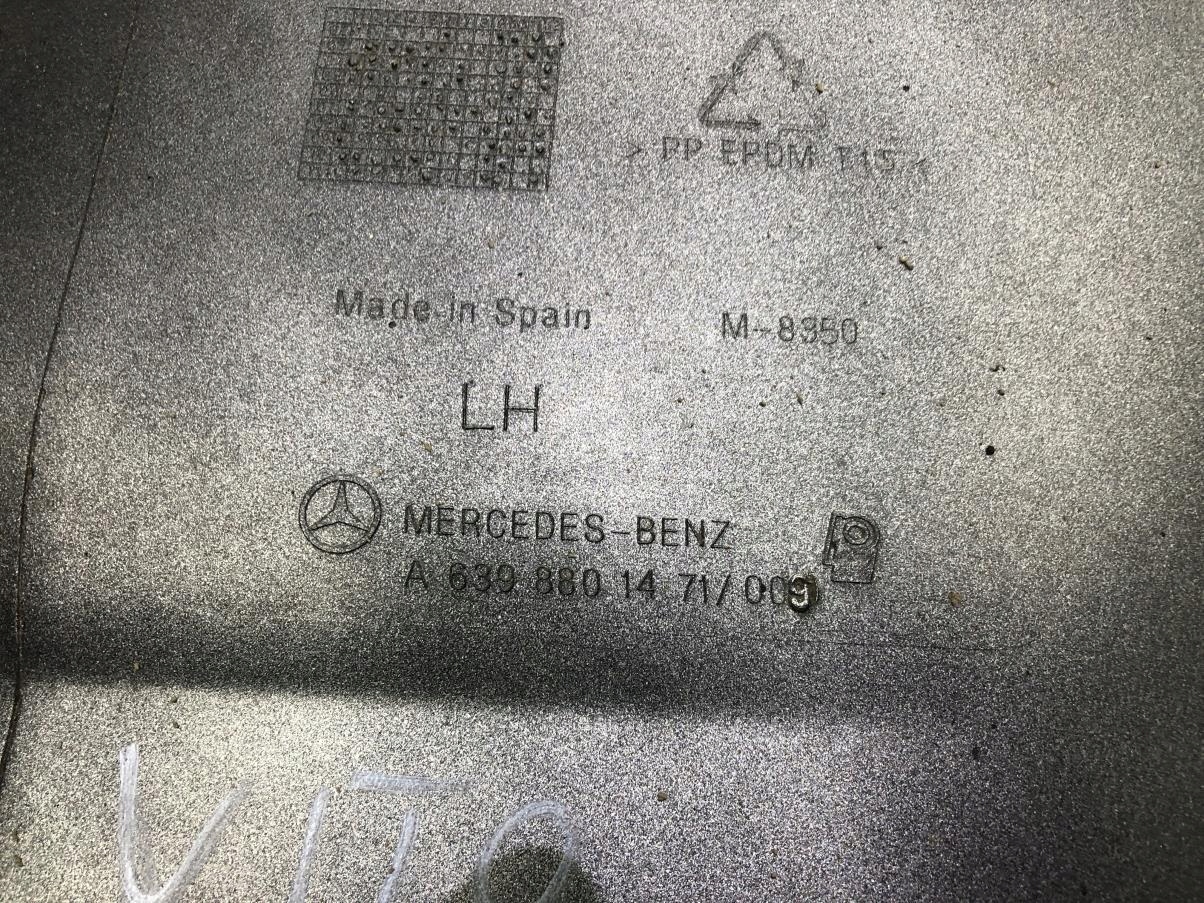 > PP EPDM T15 <
Made in Spain
M-8350
LH
MERCEDES-BENZ
A 639 880 14 71/009
VITO